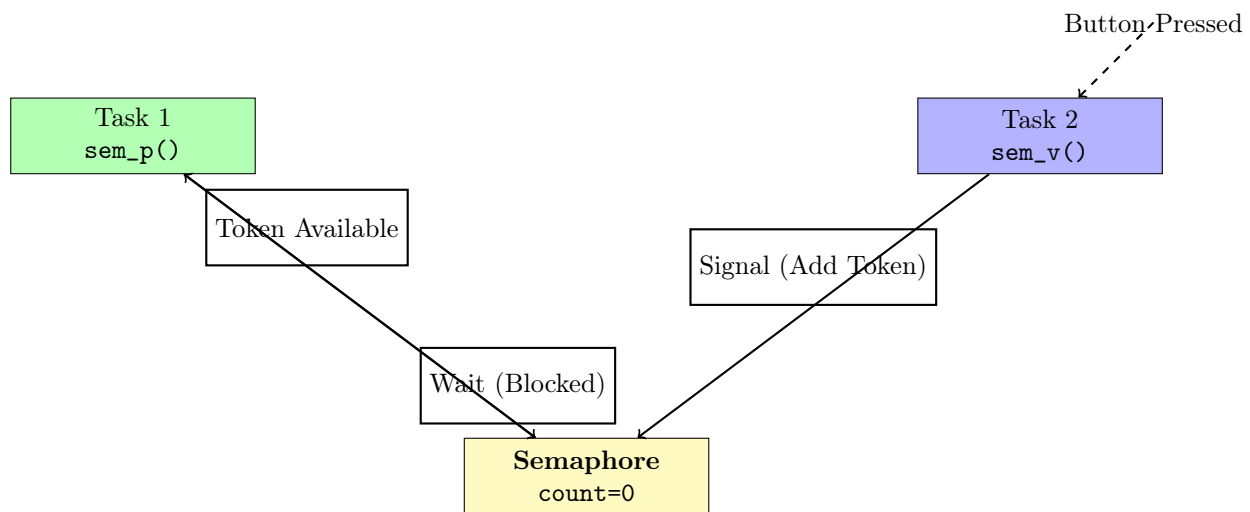 Button Pressed
Task 1
sem_p()
Task 2
sem_v()
Token Available
Signal (Add Token)
Wait (Blocked)
Semaphore
count=0